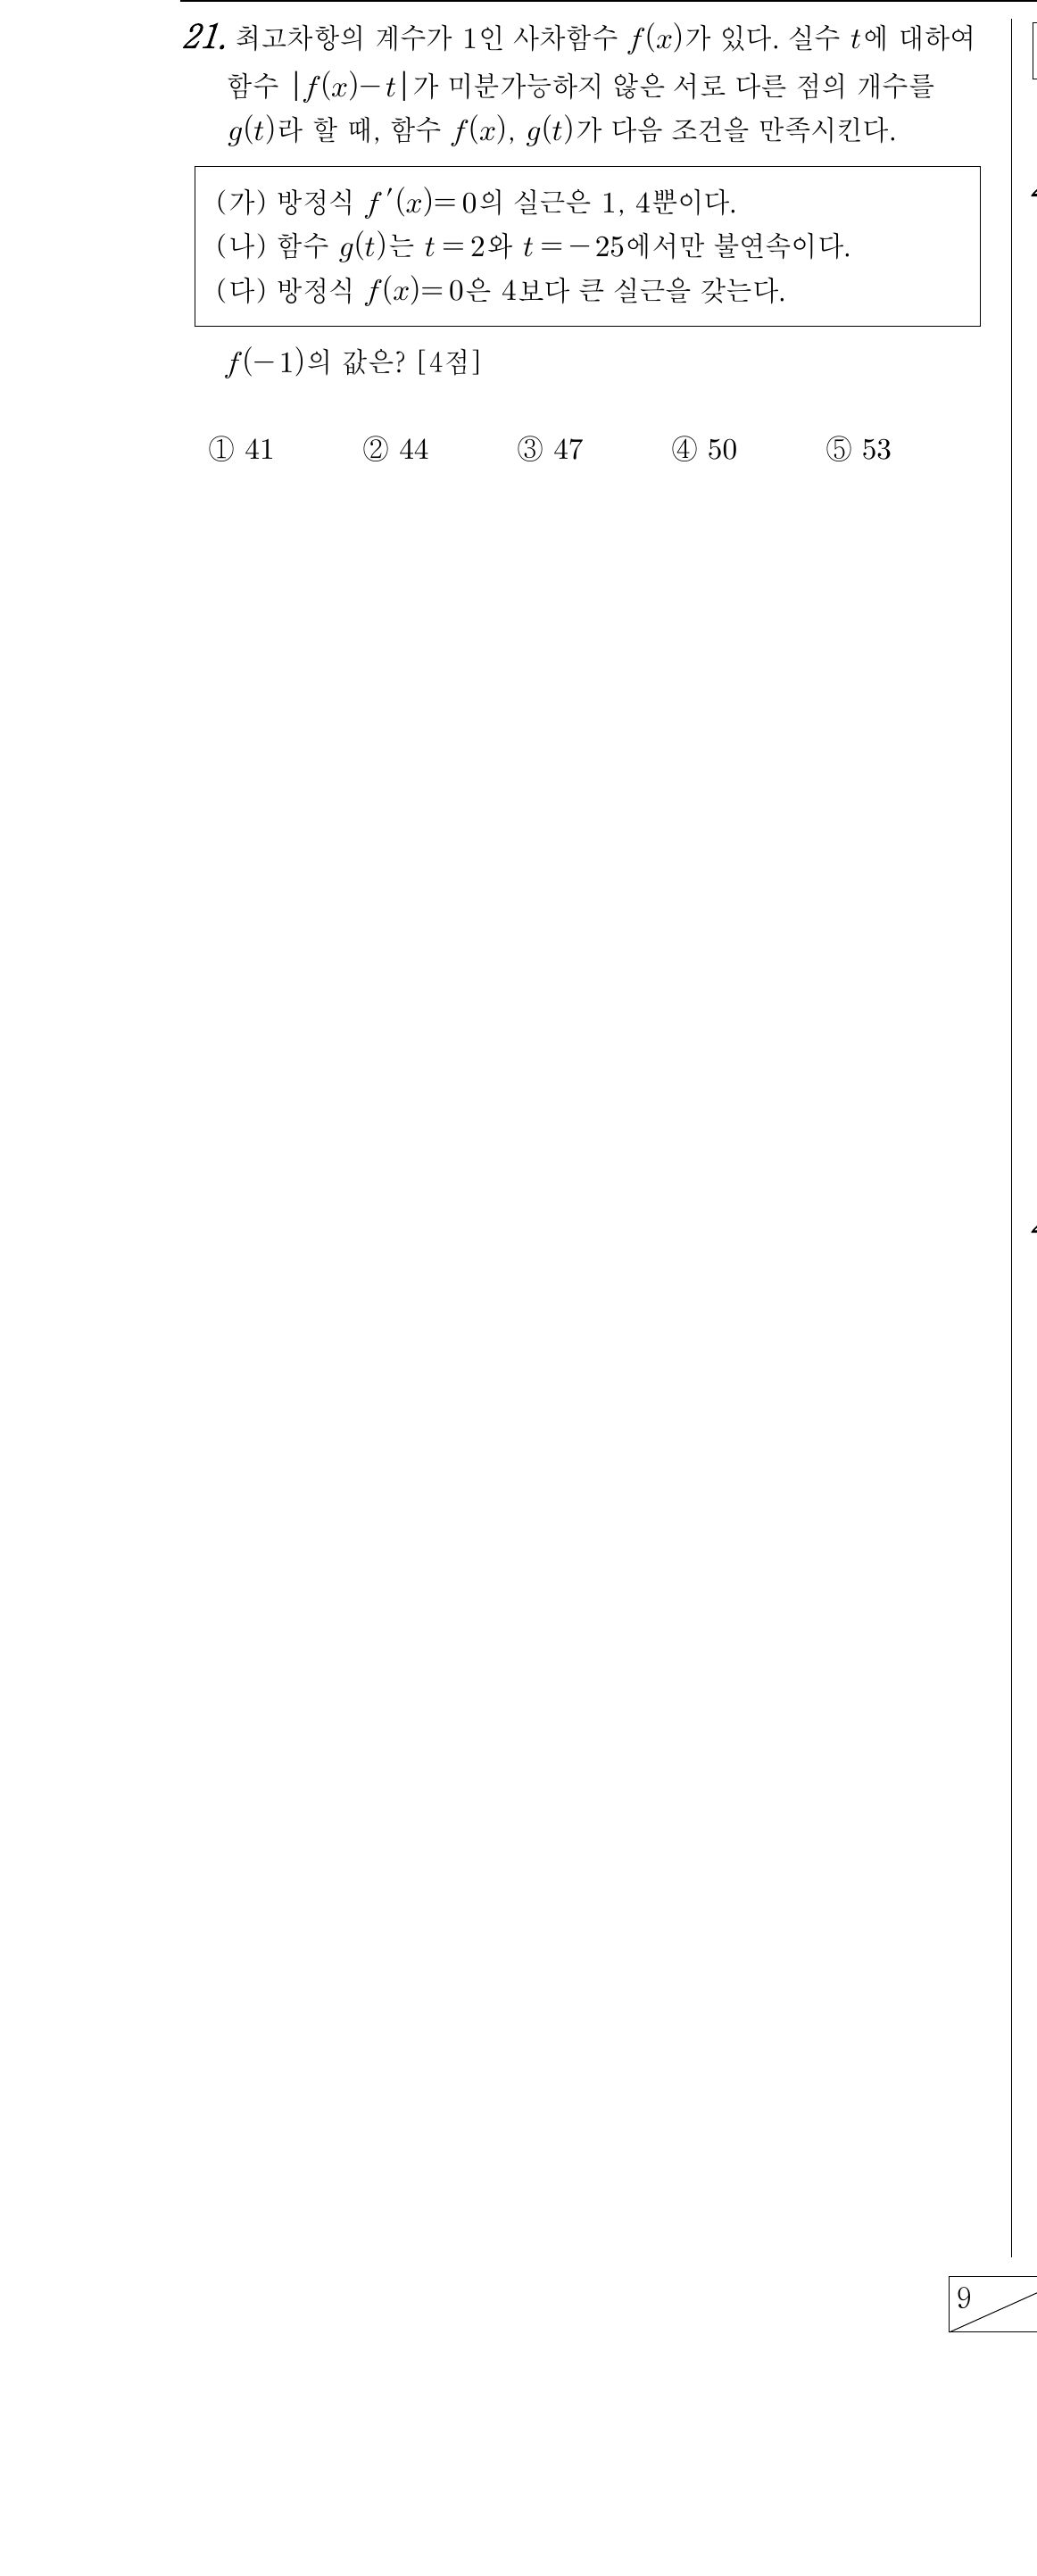 21. 최고차항의 계수가 1인 사차함수 f(x)가 있다. 실수 t에 대하여
함수 |f(x)-t|가 미분가능하지 않은 서로 다른 점의 개수를
g(t)라 할 때, 함수 f(x), g(t)가 다음 조건을 만족시킨다.
(가) 방정식 f′(x)=0의 실근은 1, 4뿐이다.
(나) 함수 g(t)는 t=2와 t=-25에서만 불연속이다.
(다) 방정식 f(x)=0은 4보다 큰 실근을 갖는다.
f(-1)의 값은? [4점]
① 41 ② 44 ③ 47 ④ 50 ⑤ 53
9